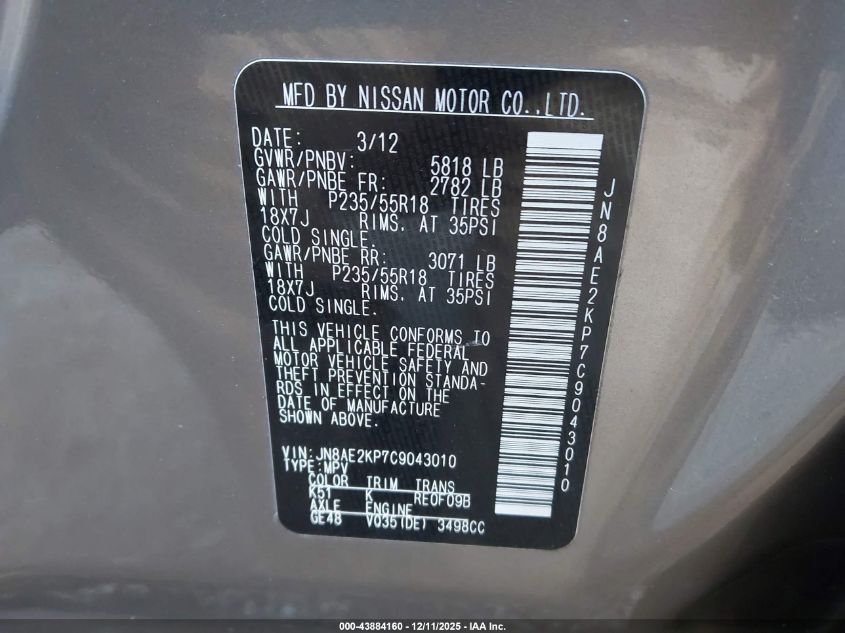 MFD BY NISSAN MOTOR CO.,LTD.
DATE: 3/12
GVWR/PNBV: 5818 LB
GAWR/PNBE FR: 2782 LB
WITH P235/55R18 TIRES
18X7J RIMS. AT 35PSI
COLD SINGLE.
GAWR/PNBE RR: 3071 LB
WITH P235/55R18 TIRES
18X7J RIMS. AT 35PSI
COLD SINGLE.
THIS VEHICLE CONFORMS TO
ALL APPLICABLE FEDERAL
MOTOR VEHICLE SAFETY AND
THEFT PREVENTION STANDA-
RDS IN EFFECT ON THE
DATE OF MANUFACTURE
SHOWN ABOVE.
VIN:JN8AE2KP7C9043010
TYPE:MPV
COLOR TRIM TRANS
K51 K RE0F09B
AXLE ENGINE
GE48 VQ35(DE) 3498CC
JN8AE2KP7C9043010
000-43884160 - 12/11/2025 - IAA Inc.